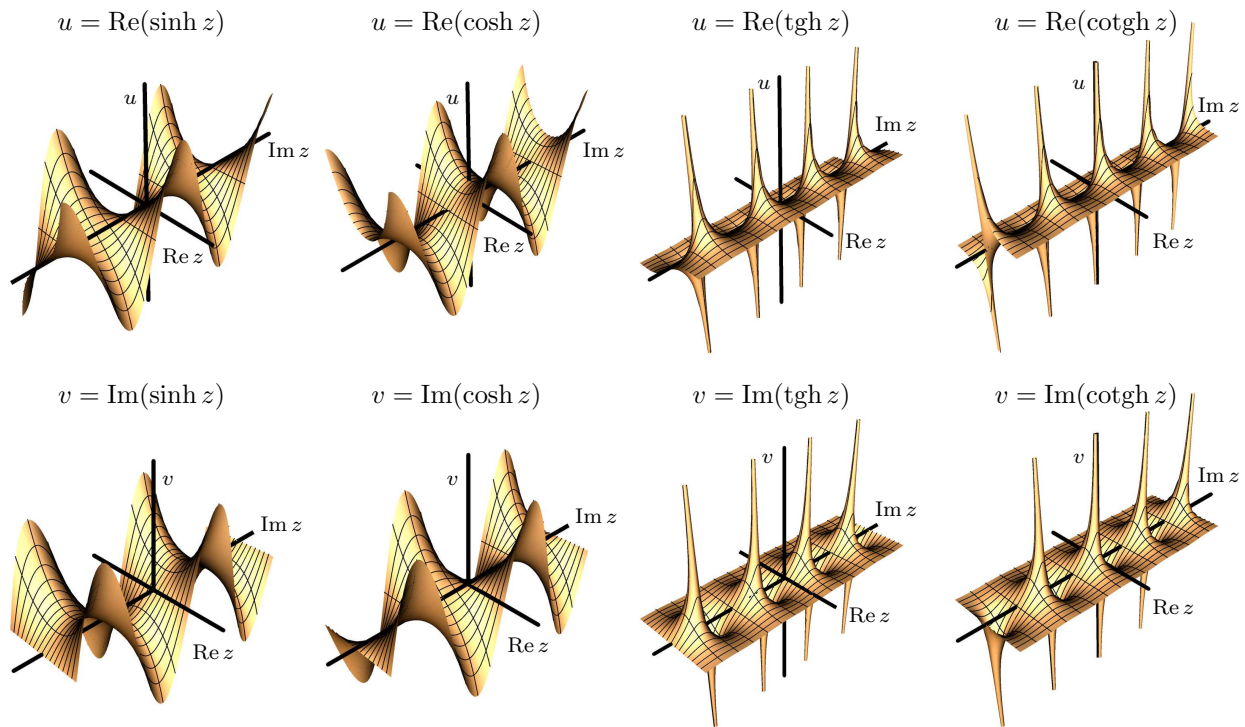 u = Re(sinh z)
u = Re(cosh z)
u = Re(tgh z)
u = Re(cotgh z)
u
Im z
Re z
u
Im z
Re z
u
Im z
Re z
u
Im z
Re z
v = Im(sinh z)
v = Im(cosh z)
v = Im(tgh z)
v = Im(cotgh z)
v
Im z
Re z
v
Im z
Re z
v
Im z
Re z
v
Im z
Re z